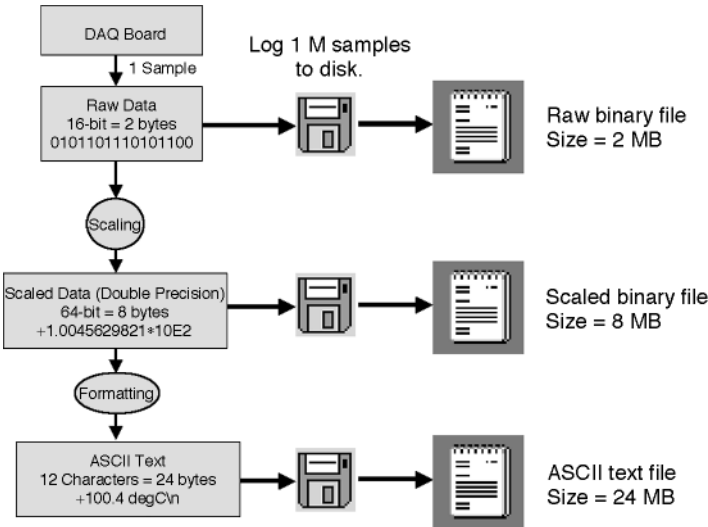 DAQ Board
1 Sample
Log 1 M samples
to disk.
Raw Data
16-bit = 2 bytes
0101101110101100
Raw binary file
Size = 2 MB
Scaling
Scaled Data (Double Precision)
64-bit = 8 bytes
+1.0045629821*10E2
Scaled binary file
Size = 8 MB
Formatting
ASCII Text
12 Characters = 24 bytes
+100.4 degC\n
ASCII text file
Size = 24 MB